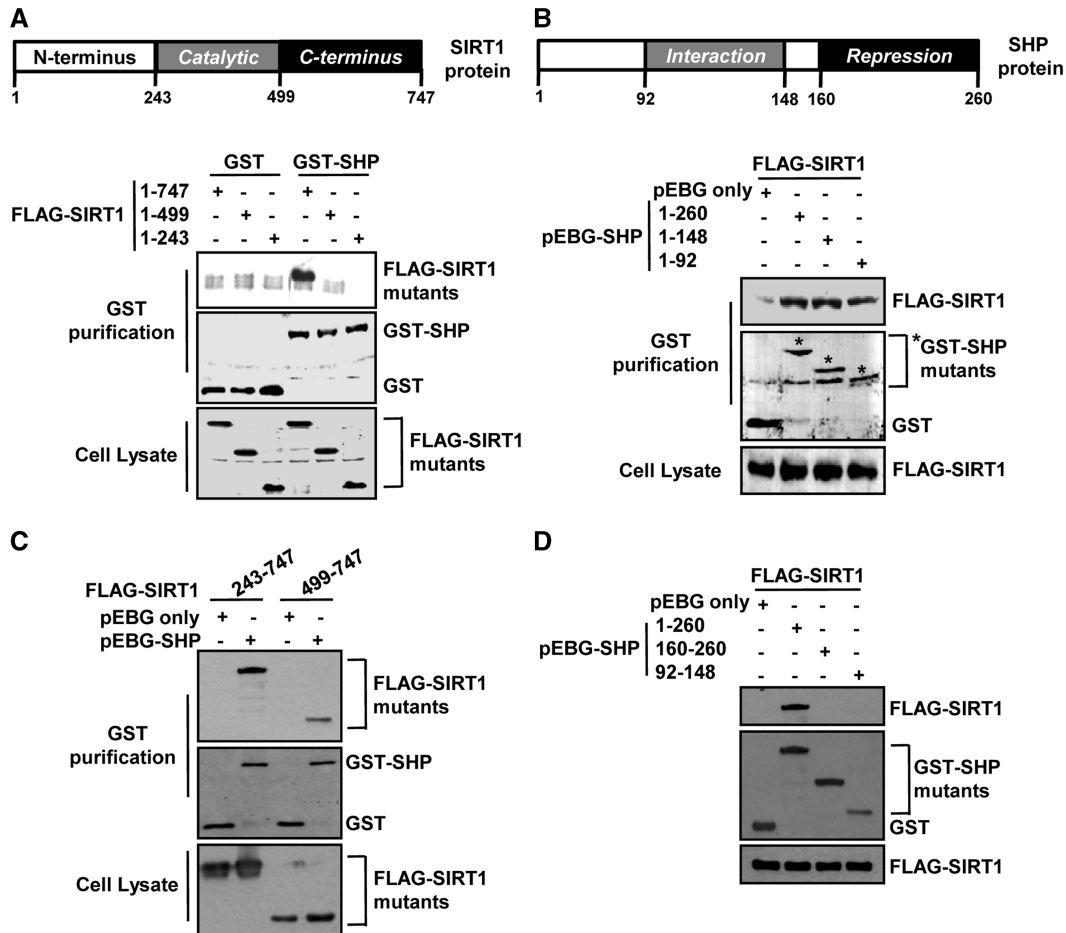 A
N-terminus Catalytic C-terminus
SIRT1
protein
1 243 499 747
GST GST-SHP
FLAG-SIRT1
1-747 + - - + - -
1-499 - + - - + -
1-243 - - + - - +
GST
purification
FLAG-SIRT1
mutants
GST-SHP
GST
Cell Lysate
FLAG-SIRT1
mutants
B
Interaction Repression
SHP
protein
1 92 148 160 260
FLAG-SIRT1
pEBG only + - - -
pEBG-SHP
1-260 - + - -
1-148 - - + -
1-92 - - - +
GST
purification
FLAG-SIRT1
* * *
*GST-SHP
mutants
GST
Cell Lysate
FLAG-SIRT1
C
FLAG-SIRT1 243-747 499-747
pEBG only + - + -
pEBG-SHP - + - +
GST
purification
FLAG-SIRT1
mutants
GST-SHP
GST
Cell Lysate
FLAG-SIRT1
mutants
D
FLAG-SIRT1
pEBG only + - - -
pEBG-SHP
1-260 - + - -
160-260 - - + -
92-148 - - - +
FLAG-SIRT1
GST-SHP
mutants
GST
FLAG-SIRT1